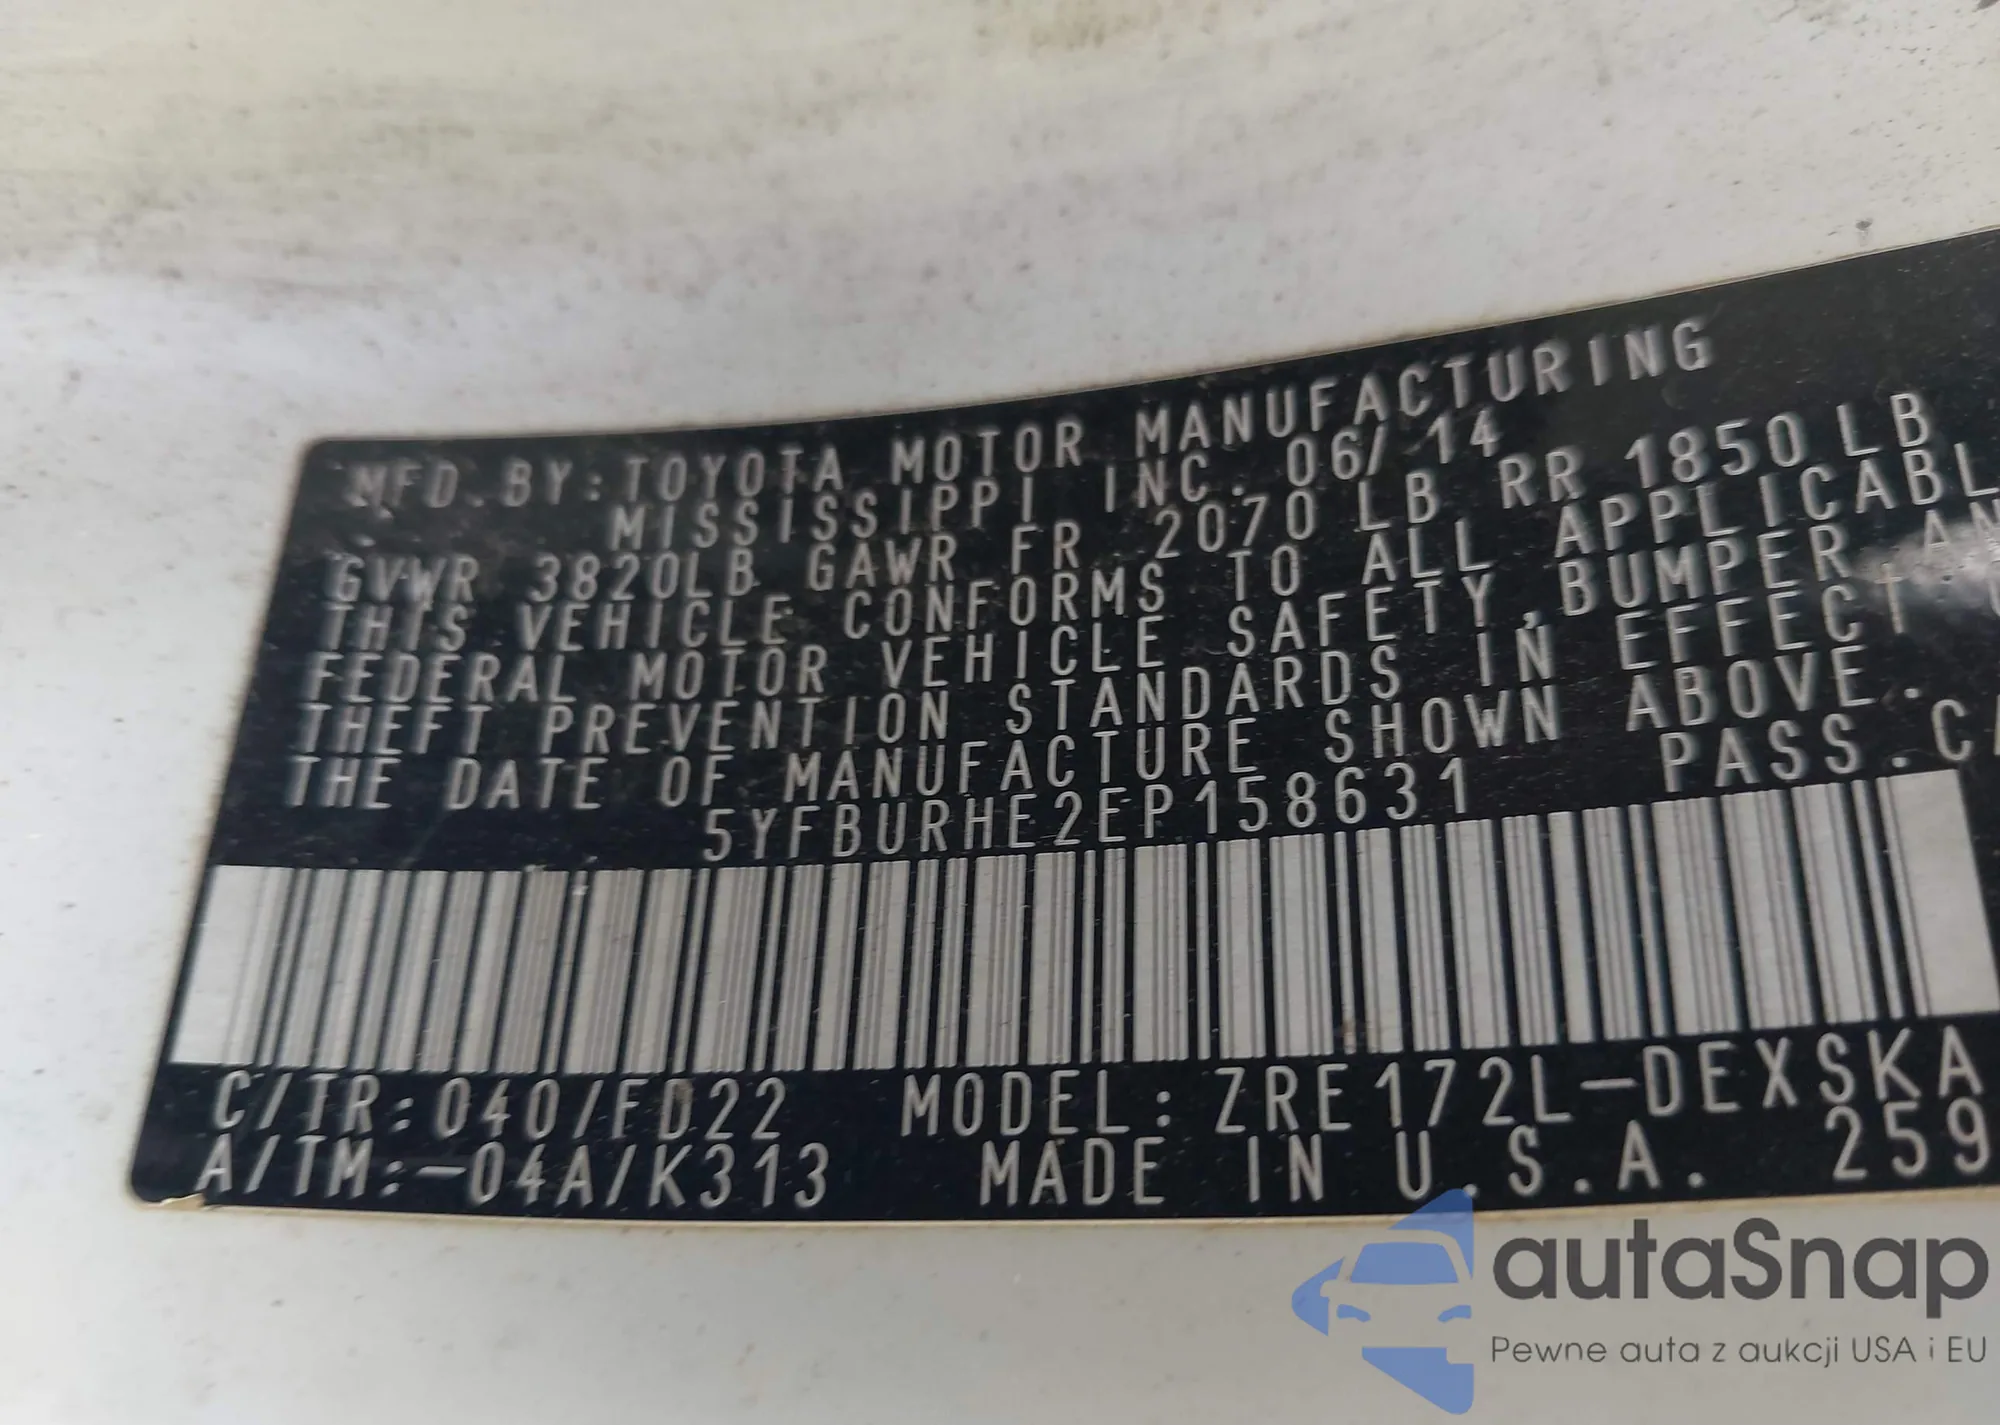 MFD.BY:TOYOTA MOTOR MANUFACTURING
MISSISSIPPI INC. 06/14
GVWR 3820LB GAWR FR 2070 LB RR 1850 LB
THIS VEHICLE CONFORMS TO ALL APPLICABL
FEDERAL MOTOR VEHICLE SAFETY,BUMPER AN
THEFT PREVENTION STANDARDS IN EFFECT
THE DATE OF MANUFACTURE SHOWN ABOVE.
5YFBURHE2EP158631 PASS.CA
C/TR:040/FD22 MODEL:ZRE172L-DEXSKA
A/TM:-04A/K313 MADE IN U.S.A. 259
autaSnap
Pewne auta z aukcji USA i EU